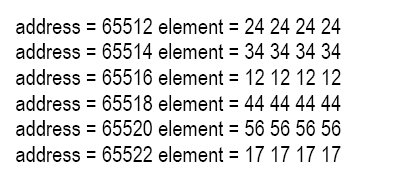 address = 65512 element = 24 24 24 24
address = 65514 element = 34 34 34 34
address = 65516 element = 12 12 12 12
address = 65518 element = 44 44 44 44
address = 65520 element = 56 56 56 56
address = 65522 element = 17 17 17 17